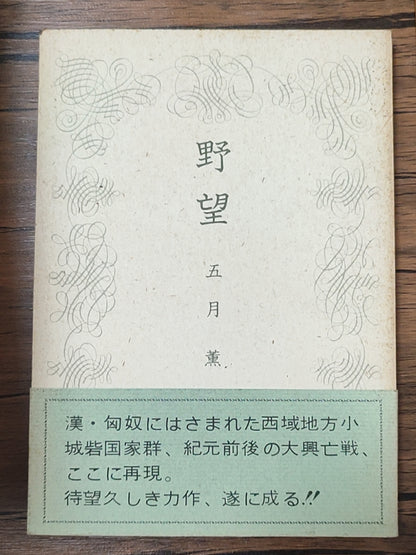 野望
五月薫
漢・匈奴にはさまれた西域地方小
城砦国家群、紀元前後の大興亡戦、
ここに再現。
待望久しき力作、遂に成る!!